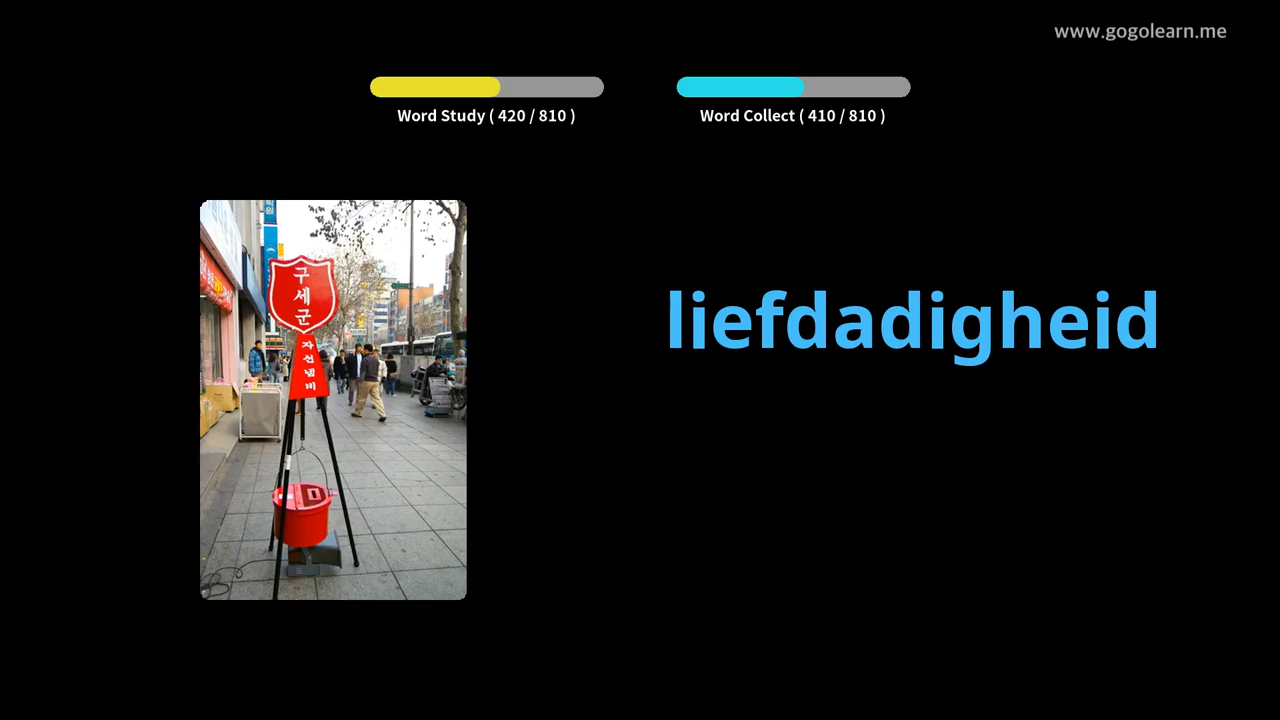 www.gogolearn.me
Word Study ( 420 / 810 )
Word Collect ( 410 / 810 )
liefdadigheid
구세군
자선냄비